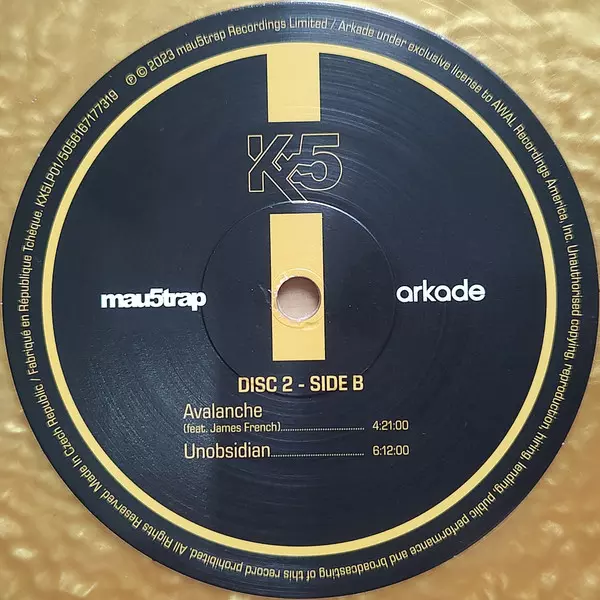 ℗ © 2023 mau5trap Recordings Limited / Arkade under exclusive license to AWAL Recordings America, Inc. Unauthorised copying, reproduction, hiring, lending, public performance and broadcasting of this record prohibited. All Rights Reserved. Made in Czech Republic / Fabriqué en République Tchéque. KX5LP01/5056167177319
Kx5
mau5trap
arkade
DISC 2 - SIDE B
Avalanche
(feat. James French)........................ 4:21:00
Unobsidian........................... 6:12:00